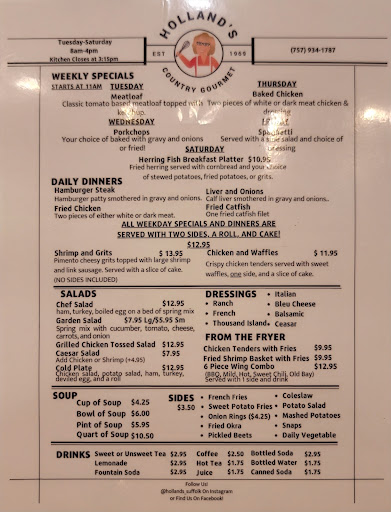 HOLLAND'S
EST 1966
COUNTRY GOURMET
Tuesday-Saturday
8am-4pm
Kitchen Closes at 3:15pm
(757) 934-1787
WEEKLY SPECIALS
STARTS AT 11AM
TUESDAY
Meatloaf
Classic tomato based meatloaf topped with
ketchup.
WEDNESDAY
Porkchops
Your choice of baked with gravy and onions
or fried!
THURSDAY
Baked Chicken
Two pieces of white or dark meat chicken &
dressing
Spaghetti
Served with a side salad and choice of
dressing
SATURDAY
Herring Fish Breakfast Platter $10.95
Fried herring served with cornbread and your choice
of stewed potatoes, fried potatoes, or grits.
DAILY DINNERS
Hamburger Steak
Hamburger patty smothered in gravy and onions.
Fried Chicken
Two pieces of either white or dark meat.
Liver and Onions
Calf liver smothered in gravy and onions.
Fried Catfish
One fried catfish filet
ALL WEEKDAY SPECIALS AND DINNERS ARE
SERVED WITH TWO SIDES, A ROLL, AND CAKE!
$12.95
Shrimp and Grits $ 13.95
Pimento cheesy grits topped with large shrimp
and link sausage. Served with a slice of cake.
(NO SIDES INCLUDED)
Chicken and Waffles $ 11.95
Crispy chicken tenders served with sweet
waffles, one side, and a slice of cake.
SALADS
Chef Salad $12.95
ham, turkey, boiled egg on a bed of spring mix
Garden Salad $7.95 Lg/$5.95 Sm
Spring mix with cucumber, tomato, cheese,
carrots, and onion
Grilled Chicken Tossed Salad $12.95
Caesar Salad $7.95
Add Chicken or Shrimp (+4.95)
Cold Plate $12.95
Chicken salad, potato salad, ham, turkey,
deviled egg, and a roll
DRESSINGS
• Ranch
• French
• Thousand Island
• Italian
• Bleu Cheese
• Balsamic
• Ceasar
FROM THE FRYER
Chicken Tenders with Fries $9.95
Fried Shrimp Basket with Fries $9.95
6 Piece Wing Combo $12.95
(BBQ, Mild, Hot, Sweet Chili, Old Bay)
Served with 1 side and drink
SOUP
Cup of Soup $4.25
Bowl of Soup $6.00
Pint of Soup $5.95
Quart of Soup $10.50
SIDES
$3.50
• French Fries
• Sweet Potato Fries
• Onion Rings ($4.25)
• Fried Okra
• Pickled Beets
• Coleslaw
• Potato Salad
• Mashed Potatoes
• Snaps
• Daily Vegetable
DRINKS
Sweet or Unsweet Tea $2.95
Lemonade $2.95
Fountain Soda $2.95
Coffee $2.50
Hot Tea $1.75
Juice $1.75
Bottled Soda $2.95
Bottled Water $1.75
Canned Soda $1.75
Follow Us!
@hollands_suffolk On Instagram
or Find Us On Facebook!